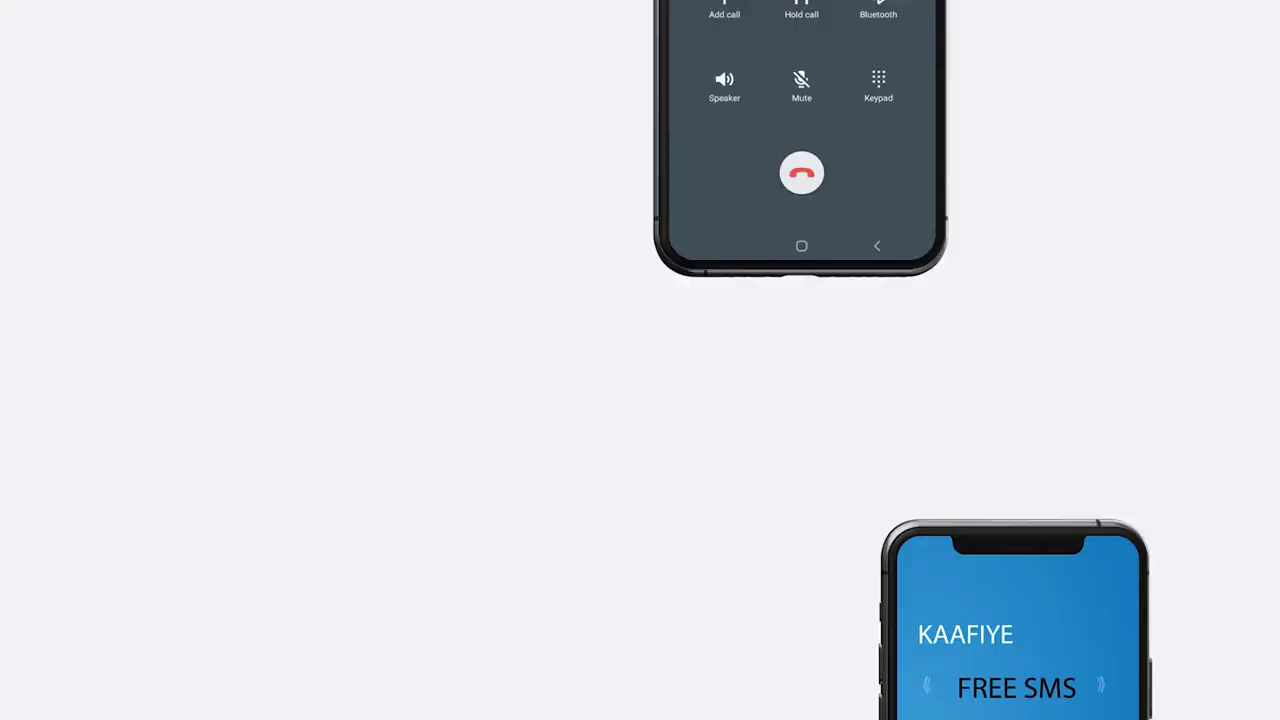 Add call Hold call Bluetooth
Speaker Mute Keypad
KAAFIYE
FREE SMS